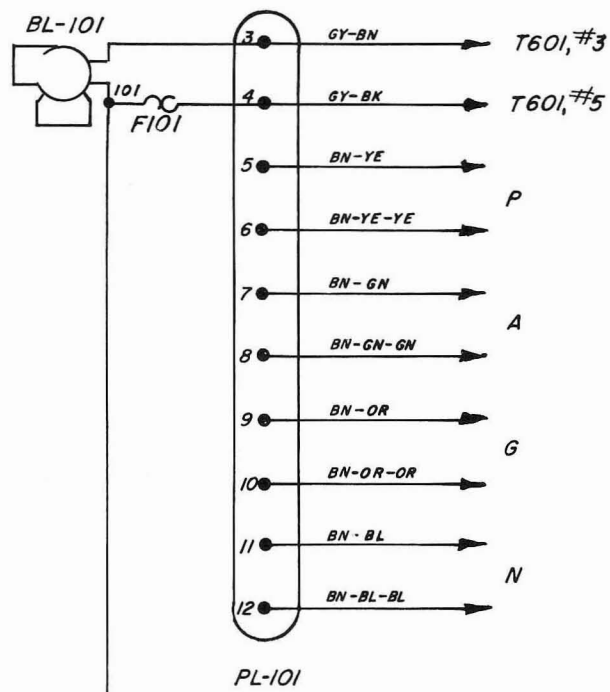 BL-101
3 GY-BN T601, #3
101
F101
4 GY-BK T601, #5
5 BN-YE
P
6 BN-YE-YE
7 BN-GN
A
8 BN-GN-GN
9 BN-OR
G
10 BN-OR-OR
11 BN-BL
N
12 BN-BL-BL
PL-101